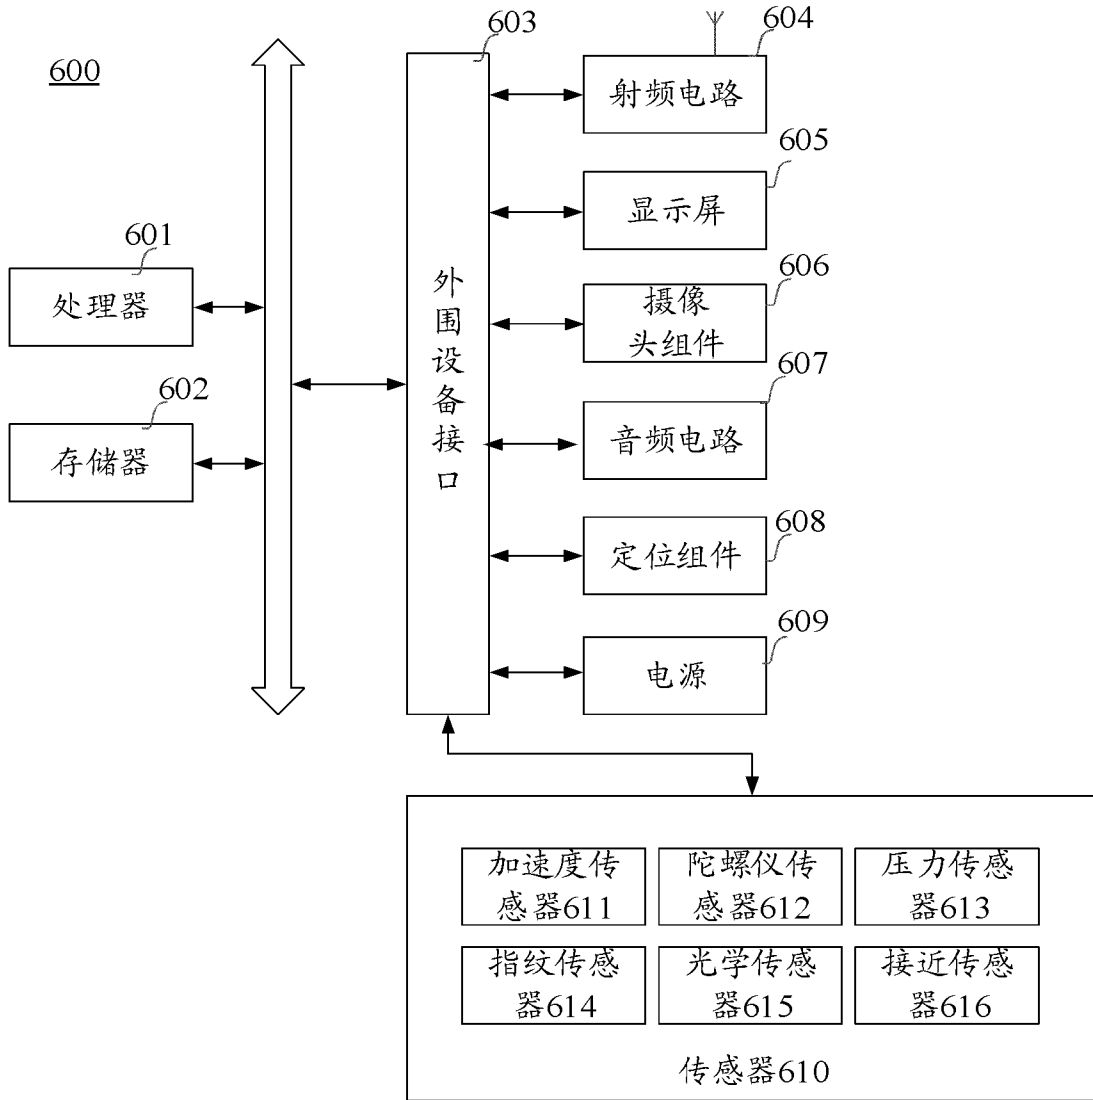 600
603
604
射频电路
605
显示屏
601
处理器
606
摄像
头组件
外
围
设
备
接
口
602
存储器
607
音频电路
608
定位组件
609
电源
加速度传
感器611
陀螺仪传
感器612
压力传感
器613
指纹传感
器614
光学传感
器615
接近传感
器616
传感器610